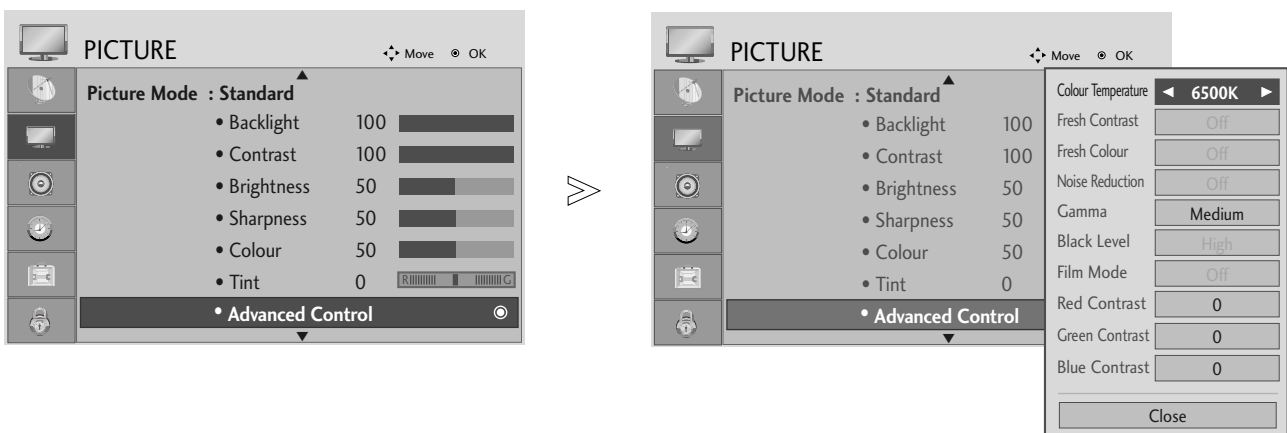 PICTURE
Move OK
Picture Mode : Standard
• Backlight 100
• Contrast 100
• Brightness 50
• Sharpness 50
• Colour 50
• Tint 0 R G
• Advanced Control
PICTURE
Move OK
Picture Mode : Standard
• Backlight 100
• Contrast 100
• Brightness 50
• Sharpness 50
• Colour 50
• Tint 0
• Advanced Control
Colour Temperature ◄ 6500K ►
Fresh Contrast Off
Fresh Colour Off
Noise Reduction Off
Gamma Medium
Black Level High
Film Mode Off
Red Contrast 0
Green Contrast 0
Blue Contrast 0
Close